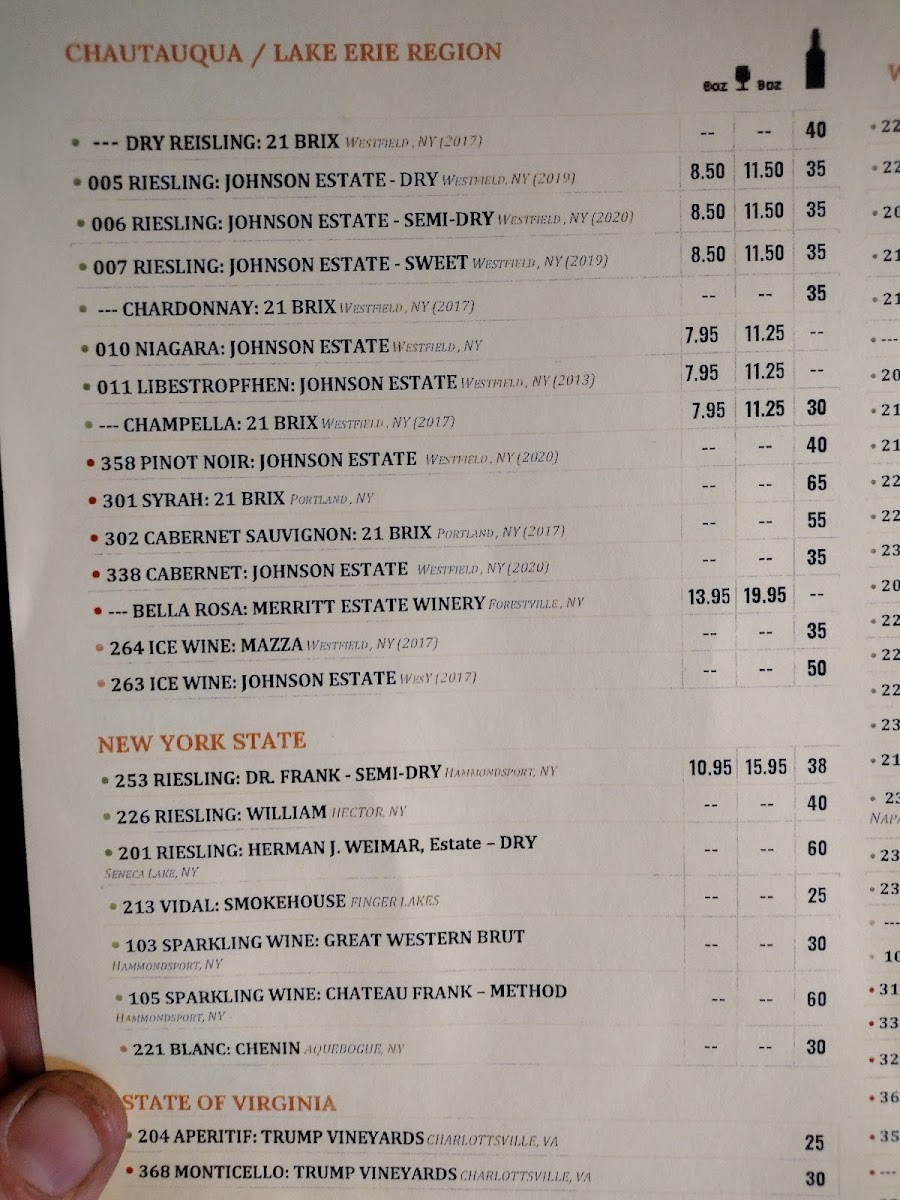 CHAUTAUQUA / LAKE ERIE REGION
6oz 9oz
--- DRY REISLING: 21 BRIX WESTFIELD, NY (2017) -- -- 40
005 RIESLING: JOHNSON ESTATE - DRY WESTFIELD, NY (2019) 8.50 11.50 35
006 RIESLING: JOHNSON ESTATE - SEMI-DRY WESTFIELD, NY (2020) 8.50 11.50 35
007 RIESLING: JOHNSON ESTATE - SWEET WESTFIELD, NY (2019) 8.50 11.50 35
--- CHARDONNAY: 21 BRIX WESTFIELD, NY (2017) -- -- 35
010 NIAGARA: JOHNSON ESTATE WESTFIELD, NY 7.95 11.25 --
011 LIBESTROPFHEN: JOHNSON ESTATE WESTFIELD, NY (2013) 7.95 11.25 --
--- CHAMPELLA: 21 BRIX WESTFIELD, NY (2017) 7.95 11.25 30
358 PINOT NOIR: JOHNSON ESTATE WESTFIELD, NY (2020) -- -- 40
301 SYRAH: 21 BRIX PORTLAND, NY -- -- 65
302 CABERNET SAUVIGNON: 21 BRIX PORTLAND, NY (2017) -- -- 55
338 CABERNET: JOHNSON ESTATE WESTFIELD, NY (2020) -- -- 35
--- BELLA ROSA: MERRITT ESTATE WINERY FORESTVILLE, NY 13.95 19.95 --
264 ICE WINE: MAZZA WESTFIELD, NY (2017) -- -- 35
263 ICE WINE: JOHNSON ESTATE WESY (2017) -- -- 50
NEW YORK STATE
253 RIESLING: DR. FRANK - SEMI-DRY HAMMONDSPORT, NY 10.95 15.95 38
226 RIESLING: WILLIAM HECTOR, NY -- -- 40
201 RIESLING: HERMAN J. WEIMAR, Estate – DRY -- -- 60
SENECA LAKE, NY
213 VIDAL: SMOKEHOUSE FINGER LAKES -- -- 25
103 SPARKLING WINE: GREAT WESTERN BRUT -- -- 30
HAMMONDSPORT, NY
105 SPARKLING WINE: CHATEAU FRANK – METHOD -- -- 60
HAMMONDSPORT, NY
221 BLANC: CHENIN AQUEBOGUE, NY -- -- 30
STATE OF VIRGINIA
204 APERITIF: TRUMP VINEYARDS CHARLOTTSVILLE, VA 25
368 MONTICELLO: TRUMP VINEYARDS CHARLOTTSVILLE, VA 30